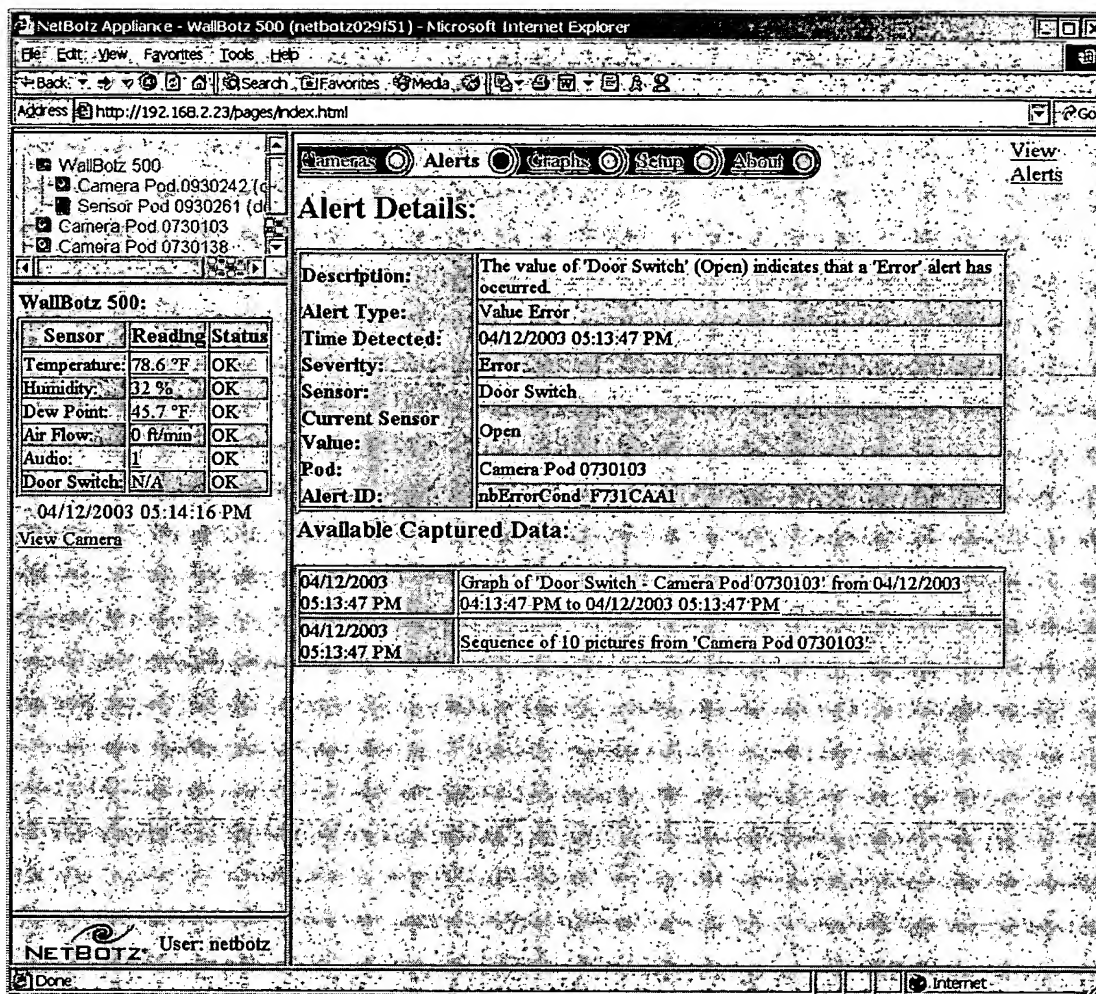 NetBotz Appliance - WallBotz 500 (netbotz029f51) - Microsoft Internet Explorer
File Edit View Favorites Tools Help
Back Search Favorites Media
Address http://192.168.2.23/pages/index.html Go
WallBotz 500
Camera Pod 0930242 (d
Sensor Pod 0930261 (d
Camera Pod 0730103
Camera Pod 0730138
WallBotz 500:
Sensor Reading Status
Temperature: 78.6 °F OK
Humidity: 32 % OK
Dew Point: 45.7 °F OK
Air Flow: 0 ft/min OK
Audio: 1 OK
Door Switch: N/A OK
04/12/2003 05:14:16 PM
View Camera
NETBOTZ User: netbotz
Cameras Alerts Graphs Setup About
View
Alerts
Alert Details:
Description: The value of 'Door Switch' (Open) indicates that a 'Error' alert has
occurred.
Alert Type: Value Error
Time Detected: 04/12/2003 05:13:47 PM
Severity: Error
Sensor: Door Switch
Current Sensor
Value: Open
Pod: Camera Pod 0730103
Alert ID: nbErrorCond_F731CAA1
Available Captured Data:
04/12/2003
05:13:47 PM
Graph of 'Door Switch - Camera Pod 0730103' from 04/12/2003
04:13:47 PM to 04/12/2003 05:13:47 PM
04/12/2003
05:13:47 PM
Sequence of 10 pictures from 'Camera Pod 0730103'
Done Internet